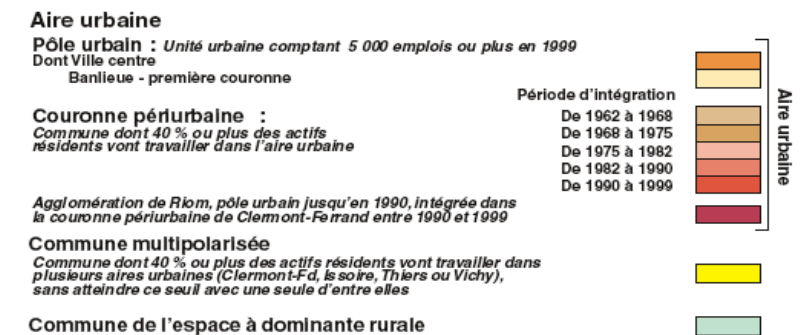 Aire urbaine
Pôle urbain : Unité urbaine comptant 5 000 emplois ou plus en 1999
Dont Ville centre
Banlieue - première couronne
Période d'intégration
Couronne périurbaine :
Commune dont 40 % ou plus des actifs
résidents vont travailler dans l'aire urbaine
De 1962 à 1968
De 1968 à 1975
De 1975 à 1982
De 1982 à 1990
De 1990 à 1999
Aire urbaine
Agglomération de Riom, pôle urbain jusqu'en 1990, intégrée dans
la couronne périurbaine de Clermont-Ferrand entre 1990 et 1999
Commune multipolarisée
Commune dont 40 % ou plus des actifs résidents vont travailler dans
plusieurs aires urbaines (Clermont-Fd, Issoire, Thiers ou Vichy),
sans atteindre ce seuil avec une seule d'entre elles
Commune de l'espace à dominante rurale